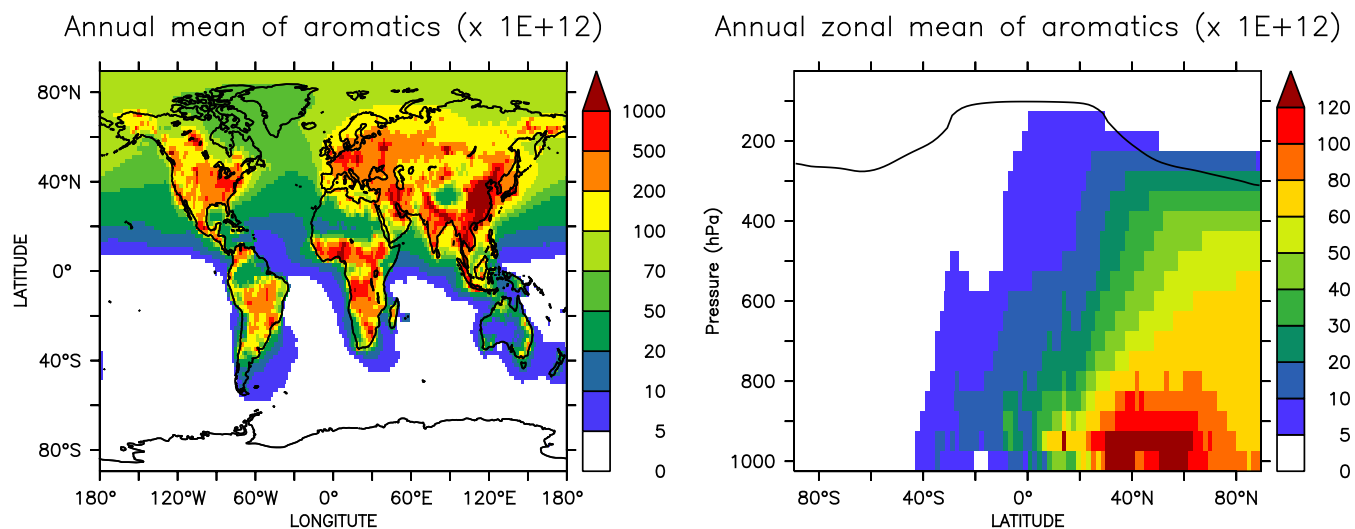 Annual mean of aromatics (x 1E+12)
80°N
40°N
0°
40°S
80°S
LATITUDE
180°
120°W
60°W
0°
60°E
120°E
180°
LONGITUTE
1000
500
200
100
70
50
20
10
5
0
Annual zonal mean of aromatics (x 1E+12)
200
400
600
800
1000
Pressure (hPa)
80°S
40°S
0°
40°N
80°N
LATITUDE
120
100
80
60
50
40
30
20
10
5
0